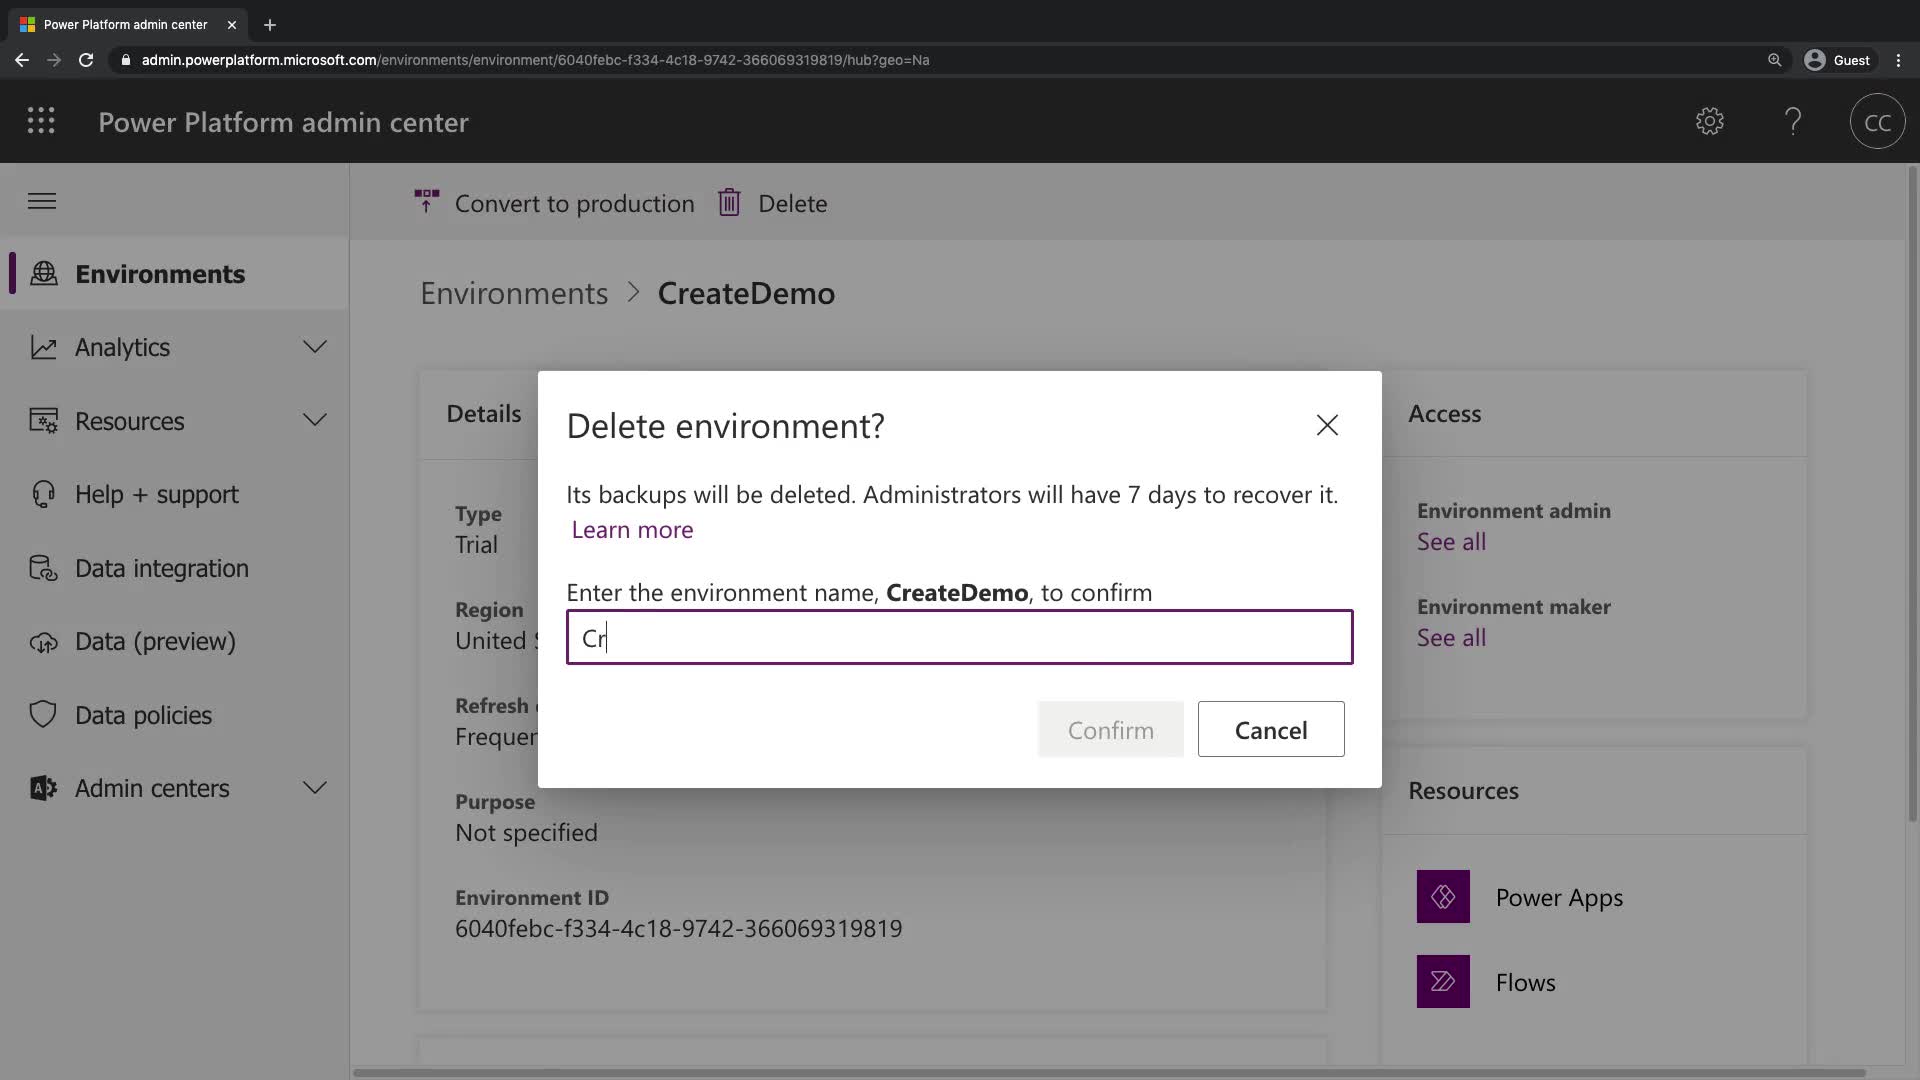 Power Platform admin center
admin.powerplatform.microsoft.com/environments/environment/6040febc-f334-4c18-9742-366069319819/hub?geo=Na
Guest
Power Platform admin center
CC
Convert to production
Delete
Environments
Analytics
Resources
Help + support
Data integration
Data (preview)
Data policies
Admin centers
Environments > CreateDemo
Details
Type
Trial
Region
United
Refresh
Purpose
Not specified
Environment ID
6040febc-f334-4c18-9742-366069319819
Delete environment?
Its backups will be deleted. Administrators will have 7 days to recover it.
Learn more
Enter the environment name, CreateDemo, to confirm
Cr
Confirm
Cancel
Access
Environment admin
See all
Environment maker
See all
Resources
Power Apps
Flows